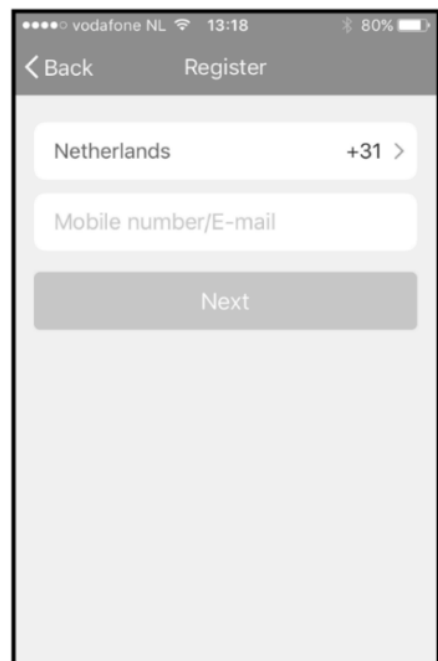 vodafone NL 13:18 80%
Back Register
Netherlands +31
Mobile number/E-mail
Next